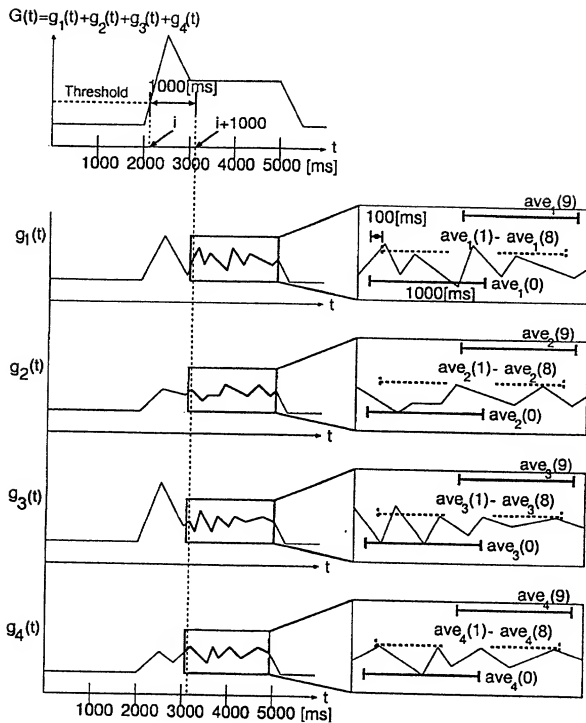 G(t)=g₁(t)+g₂(t)+g₃(t)+g₄(t)
Threshold
1000[ms]
i
i+1000
t
1000 2000 3000 4000 5000 [ms]
g₁(t)
t
ave₁(9)
100[ms]
ave₁(1)- ave₁(8)
ave₁(0)
1000[ms]
g₂(t)
t
ave₂(9)
ave₂(1)- ave₂(8)
ave₂(0)
g₃(t)
t
ave₃(9)
ave₃(1)- ave₃(8)
ave₃(0)
g₄(t)
t
1000 2000 3000 4000 5000 [ms]
ave₄(9)
ave₄(1)- ave₄(8)
ave₄(0)